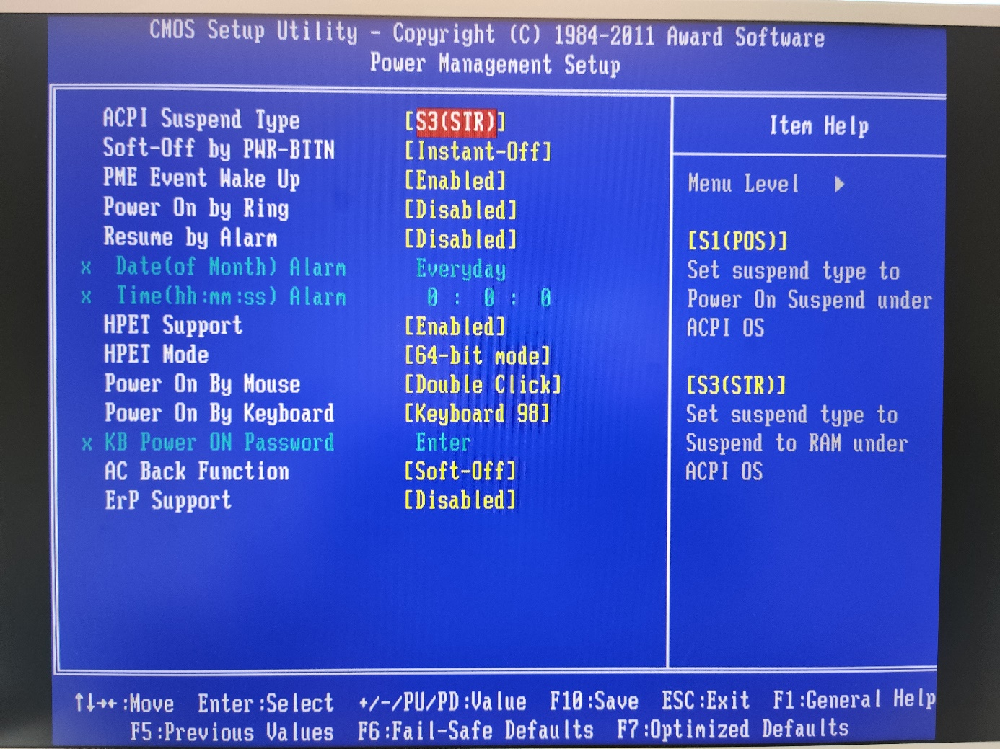 CMOS Setup Utility - Copyright (C) 1984-2011 Award Software
Power Management Setup
ACPI Suspend Type [S3(STR)]
Soft-Off by PWR-BTTN [Instant-Off]
PME Event Wake Up [Enabled]
Power On by Ring [Disabled]
Resume by Alarm [Disabled]
x Date(of Month) Alarm Everyday
x Time(hh:mm:ss) Alarm 0 : 0 : 0
HPET Support [Enabled]
HPET Mode [64-bit mode]
Power On By Mouse [Double Click]
Power On By Keyboard [Keyboard 98]
x KB Power ON Password Enter
AC Back Function [Soft-Off]
ErP Support [Disabled]
Item Help
Menu Level ▶
[S1(POS)]
Set suspend type to
Power On Suspend under
ACPI OS
[S3(STR)]
Set suspend type to
Suspend to RAM under
ACPI OS
↑↓→←:Move Enter:Select +/-/PU/PD:Value F10:Save ESC:Exit F1:General Help
F5:Previous Values F6:Fail-Safe Defaults F7:Optimized Defaults